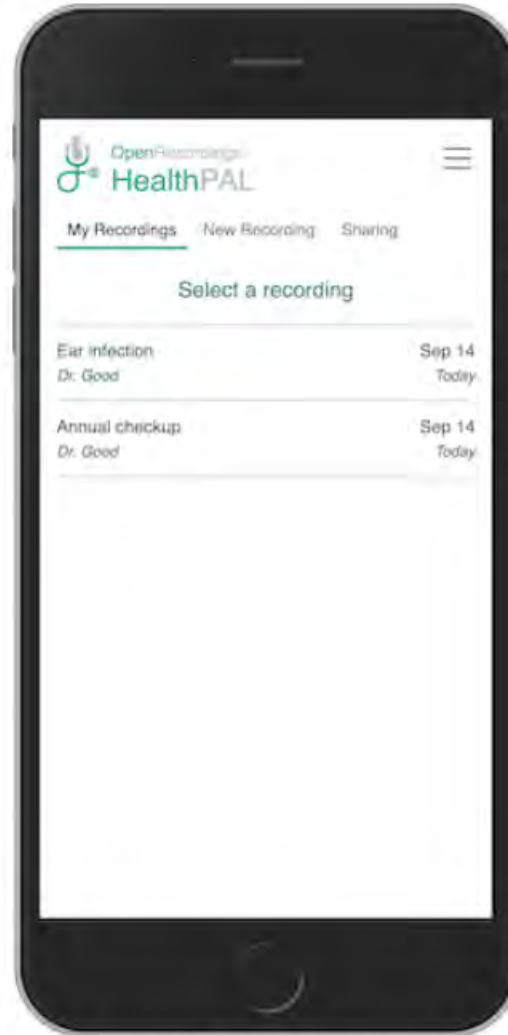 OpenRecordings
HealthPAL
My Recordings New Recording Sharing
Select a recording
Ear infection Sep 14
Dr. Good Today
Annual checkup Sep 14
Dr. Good Today